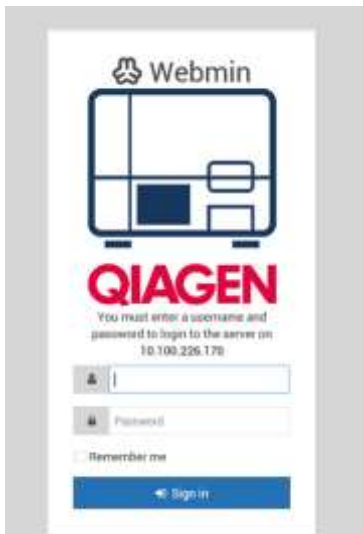 Webmin
QIAGEN
You must enter a username and
password to login to the server on
10.100.226.170
Password
Remember me
Sign in